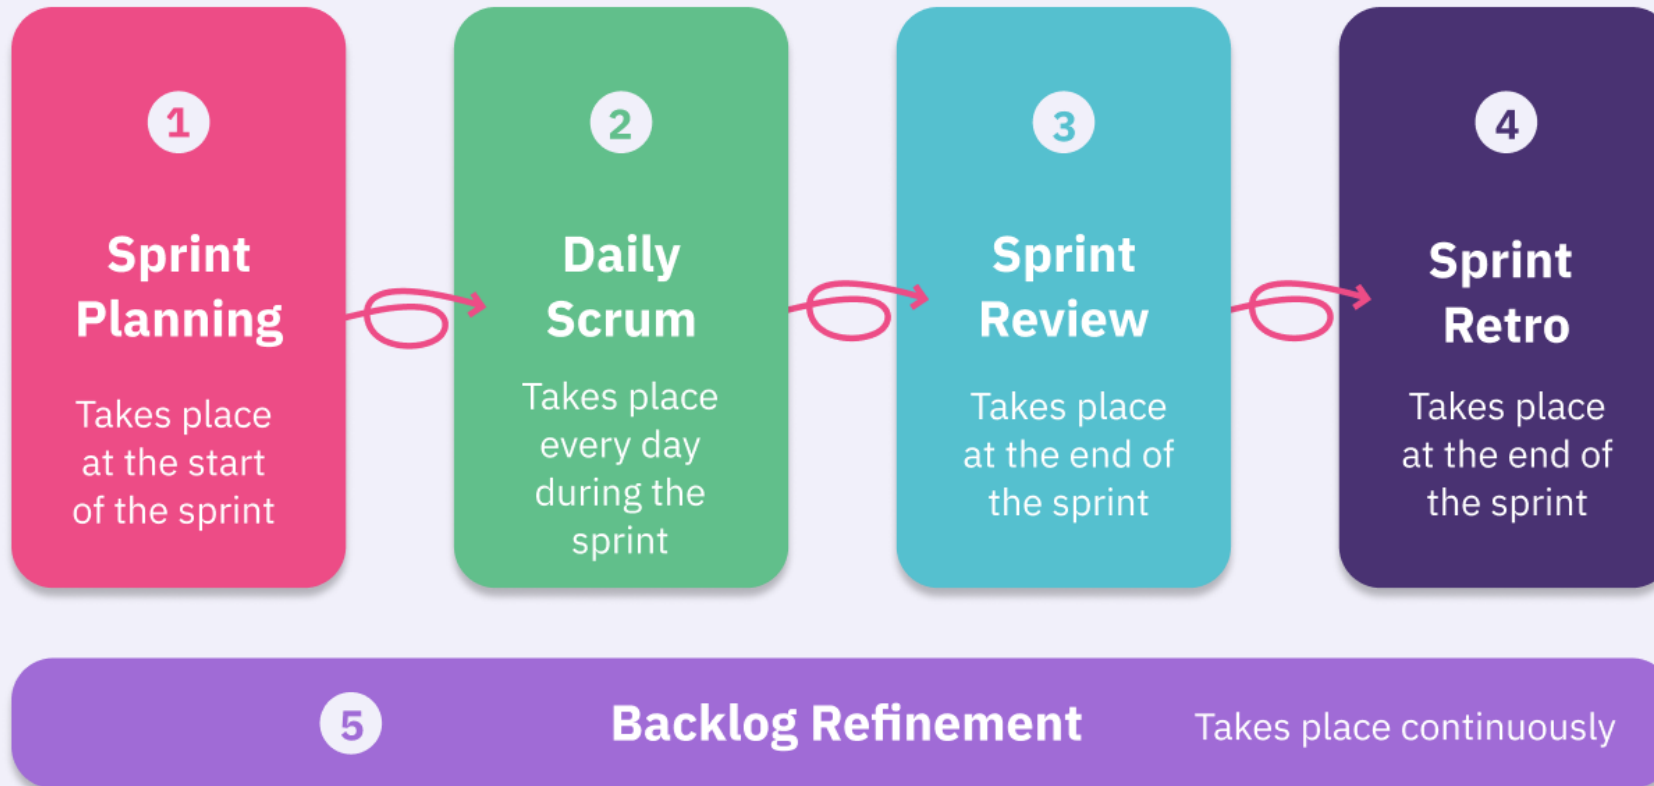 1
Sprint
Planning
Takes place
at the start
of the sprint
2
Daily
Scrum
Takes place
every day
during the
sprint
3
Sprint
Review
Takes place
at the end of
the sprint
4
Sprint
Retro
Takes place
at the end of
the sprint
5
Backlog Refinement
Takes place continuously